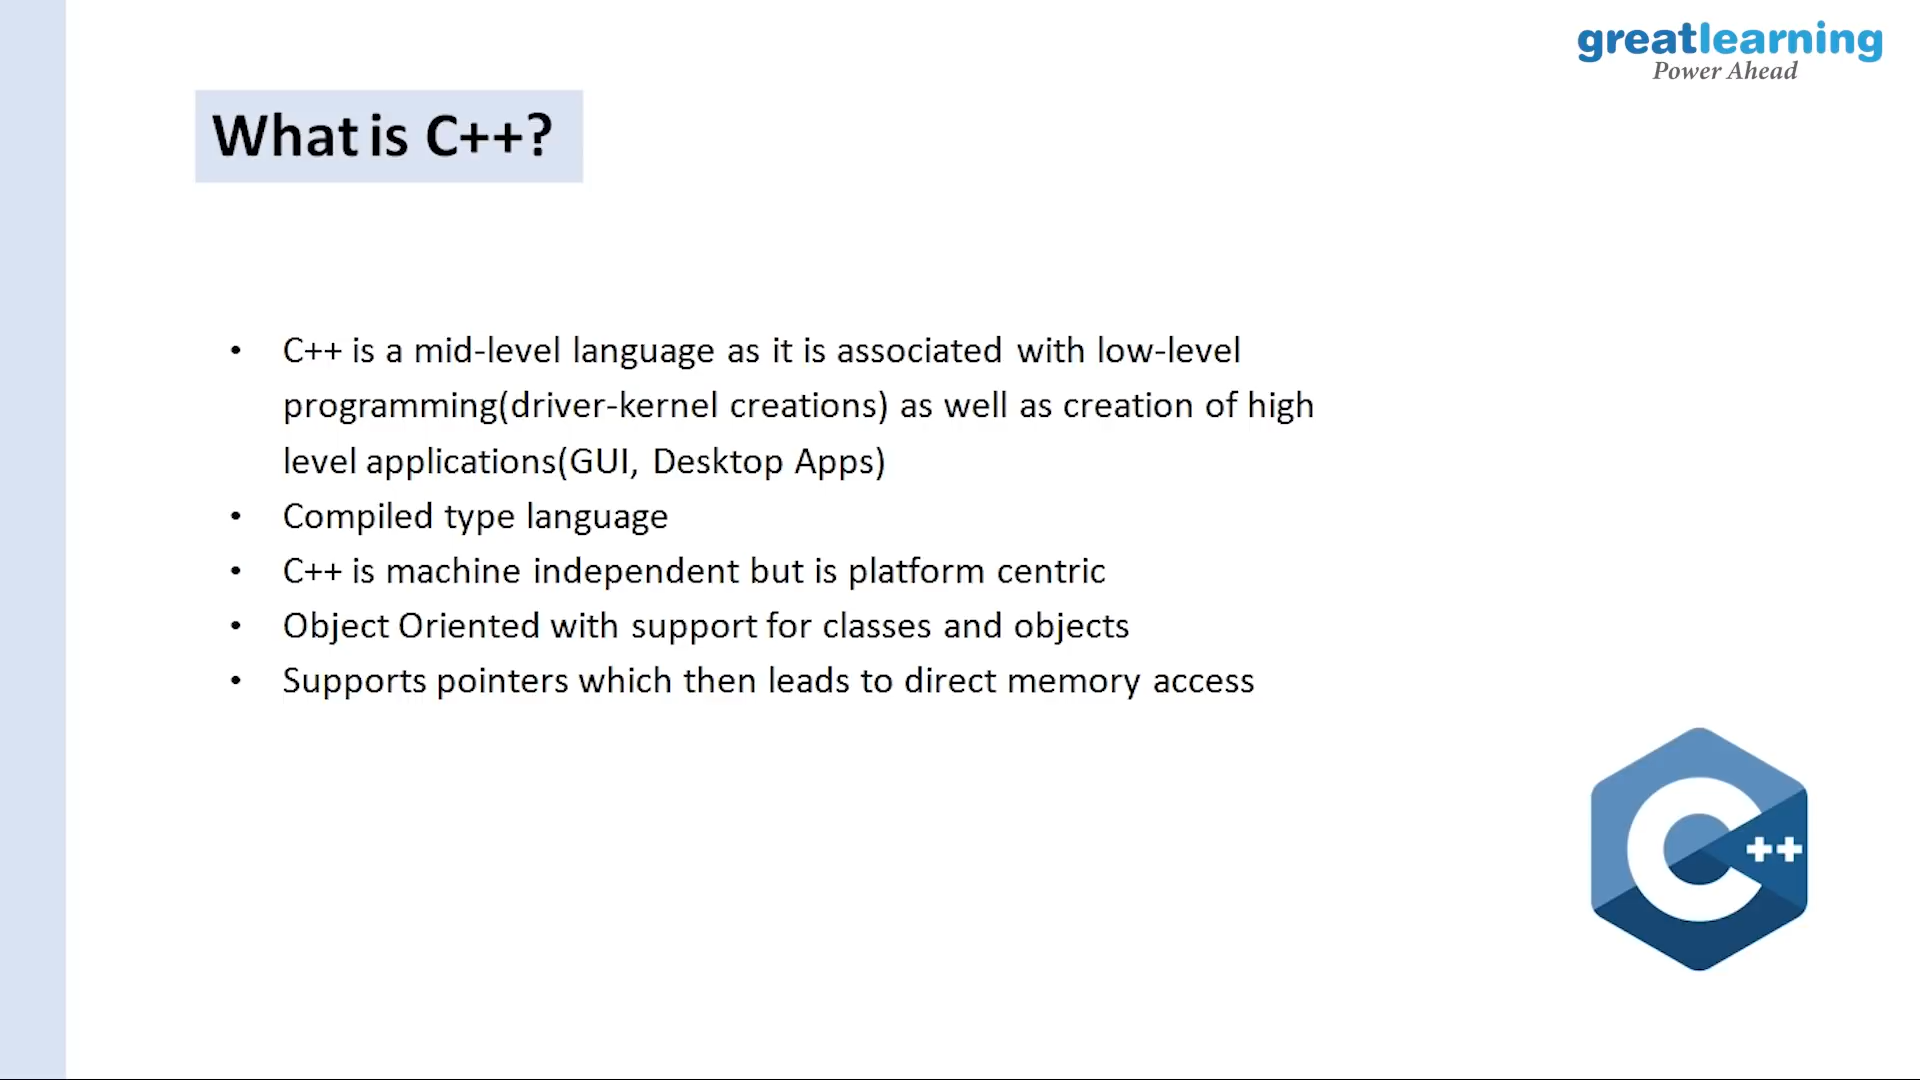 greatlearning
Power Ahead
What is C++?
• C++ is a mid-level language as it is associated with low-level
programming(driver-kernel creations) as well as creation of high
level applications(GUI, Desktop Apps)
• Compiled type language
• C++ is machine independent but is platform centric
• Object Oriented with support for classes and objects
• Supports pointers which then leads to direct memory access
C++